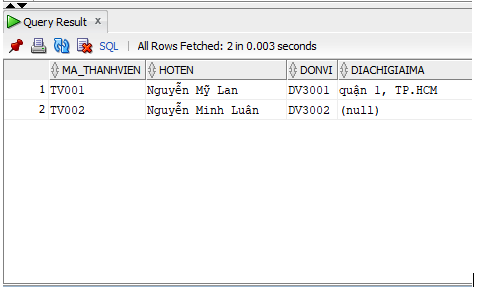 Query Result x
SQL | All Rows Fetched: 2 in 0.003 seconds
MA_THANHVIEN HOTEN DONVI DIACHIGIAIMA
1 TV001 Nguyễn Mỹ Lan DV3001 quận 1, TP.HCM
2 TV002 Nguyễn Minh Luân DV3002 (null)